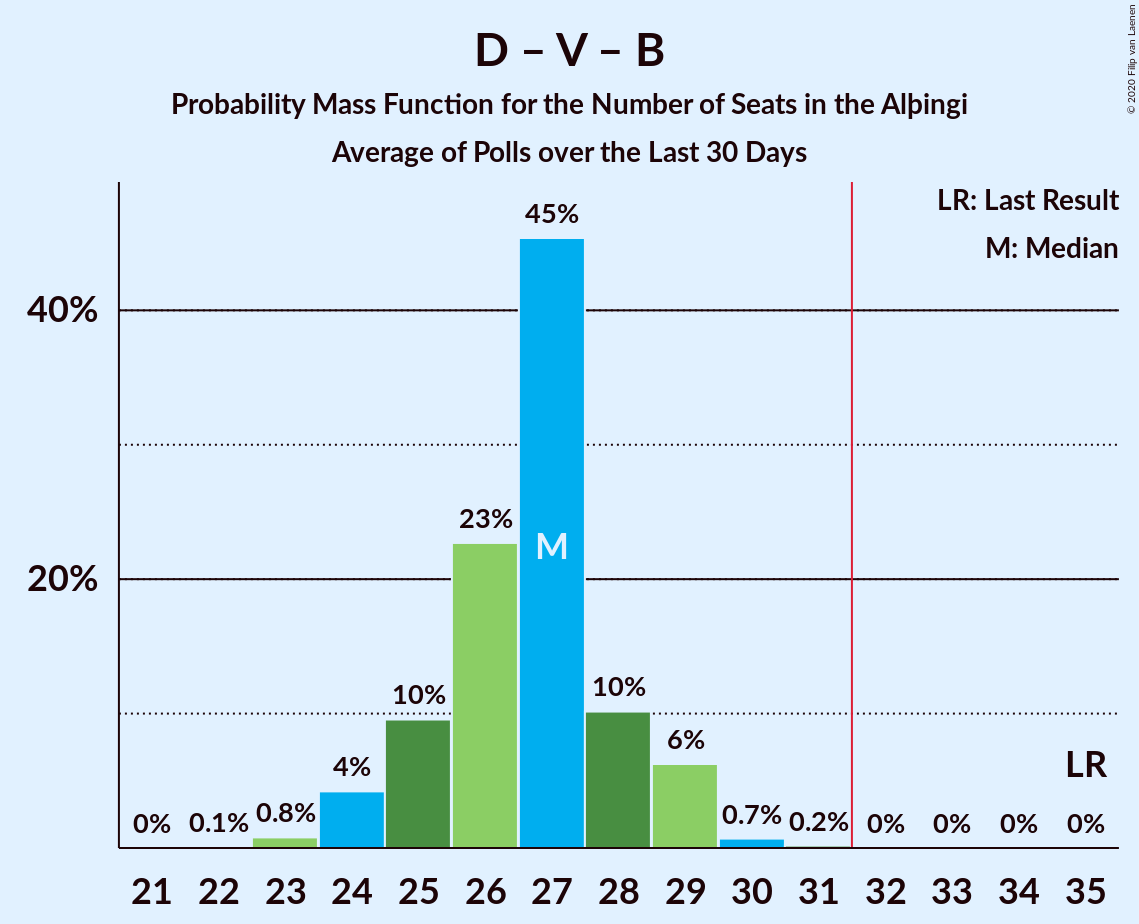 D – V – B
Probability Mass Function for the Number of Seats in the Alþingi
Average of Polls over the Last 30 Days
© 2020 Filip van Laenen
LR: Last Result
M: Median
45%
40%
23%
M
20%
10%
10%
6%
4%
LR
0%
0.1%
0.8%
0.7%
0.2%
0%
0%
0%
0%
21 22 23 24 25 26 27 28 29 30 31 32 33 34 35